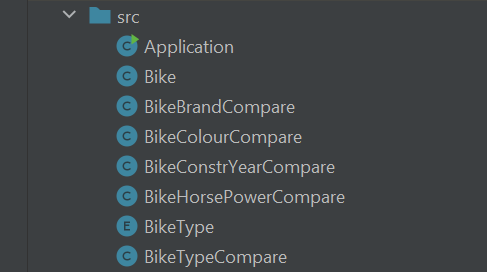 src
C Application
C Bike
C BikeBrandCompare
C BikeColourCompare
C BikeConstrYearCompare
C BikeHorsePowerCompare
E BikeType
C BikeTypeCompare